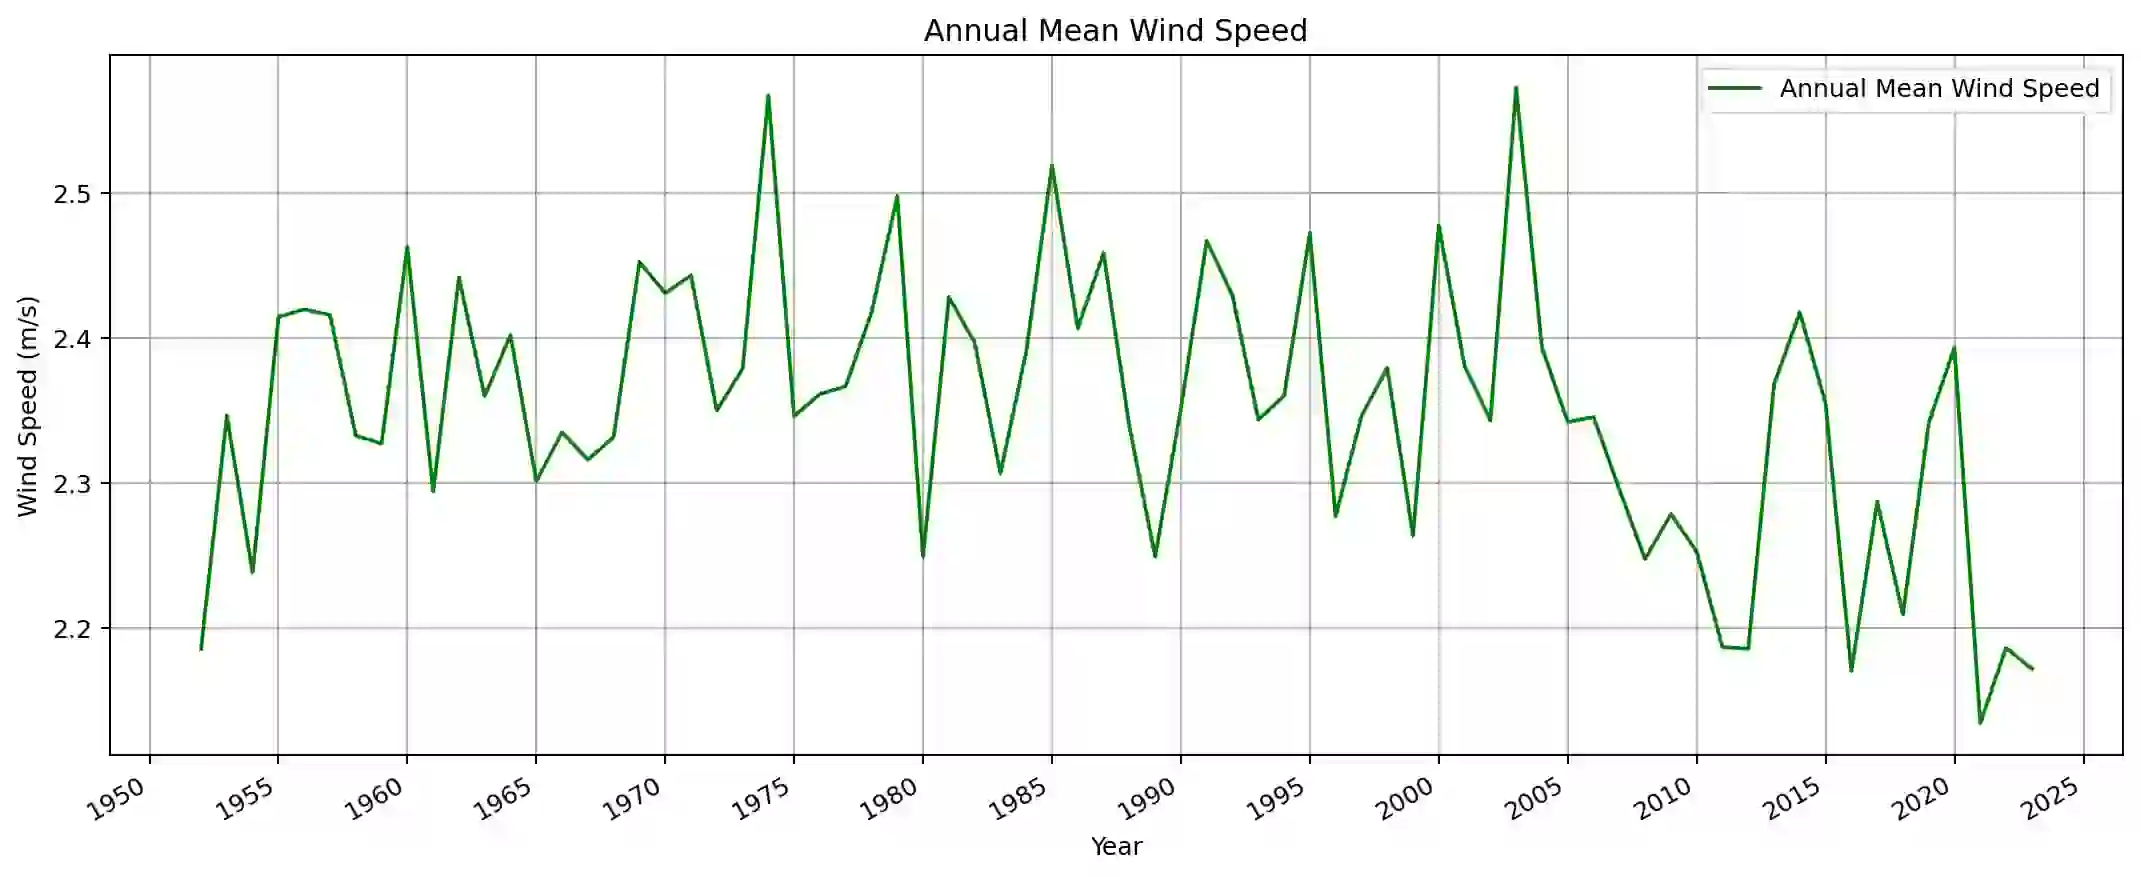 Annual Mean Wind Speed
Annual Mean Wind Speed
Wind Speed (m/s)
2.5
2.4
2.3
2.2
1950 1955 1960 1965 1970 1975 1980 1985 1990 1995 2000 2005 2010 2015 2020 2025
Year